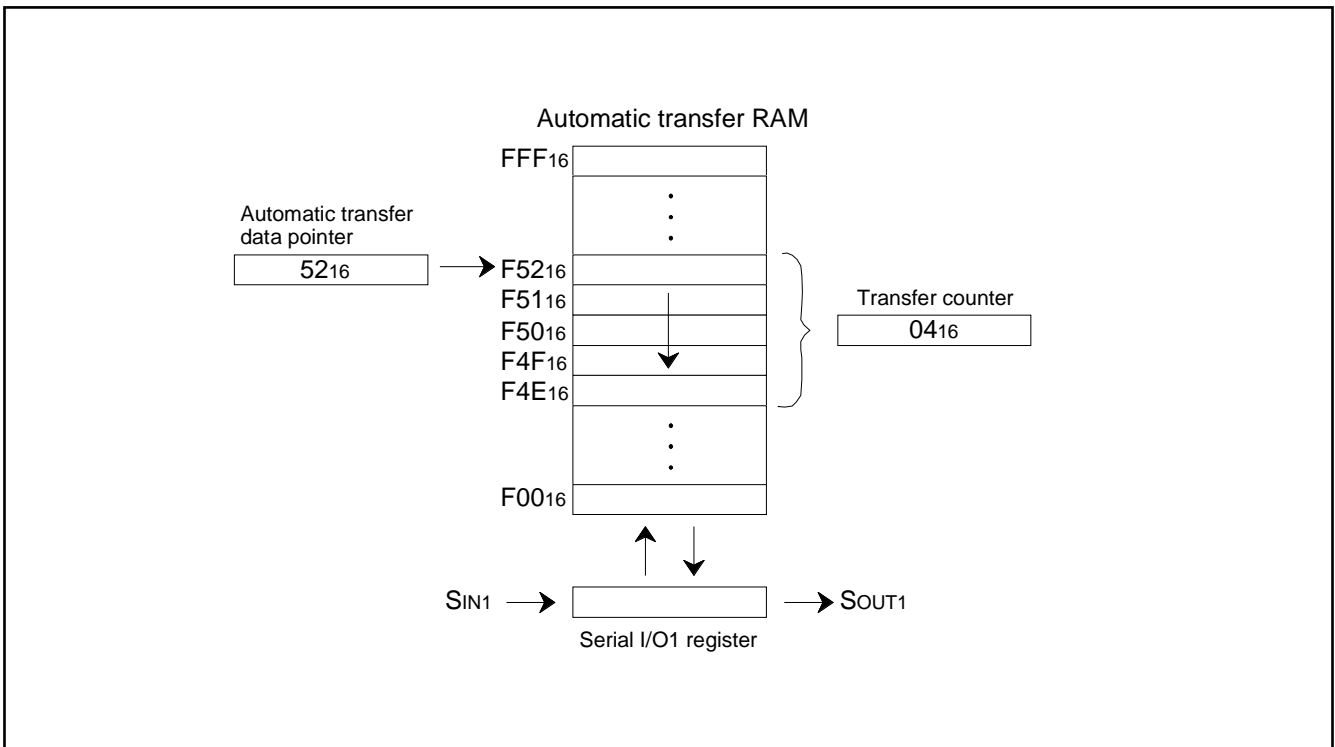 Automatic transfer RAM
FFF16
Automatic transfer
data pointer
5216
F5216
F5116
F5016
F4F16
F4E16
Transfer counter
0416
F0016
SIN1
SOUT1
Serial I/O1 register